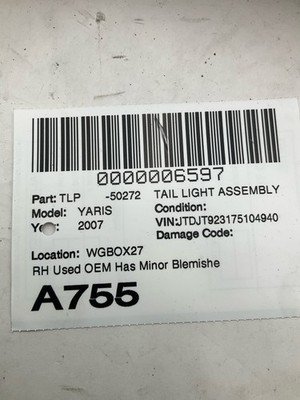 0000006597
Part: TLP -50272 TAIL LIGHT ASSEMBLY
Model: YARIS Condition:
2007 VIN:JTDJT923175104940
Damage Code:
Location: WGBOX27
RH Used OEM Has Minor Blemishe
A755